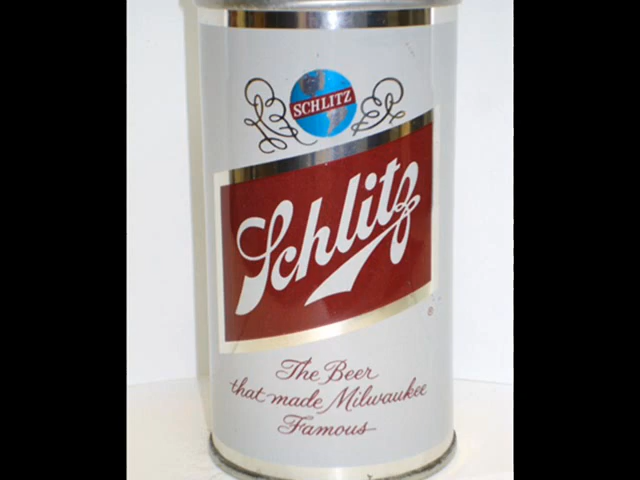 SCHLITZ
Schlitz
®
The Beer
that made Milwaukee
Famous